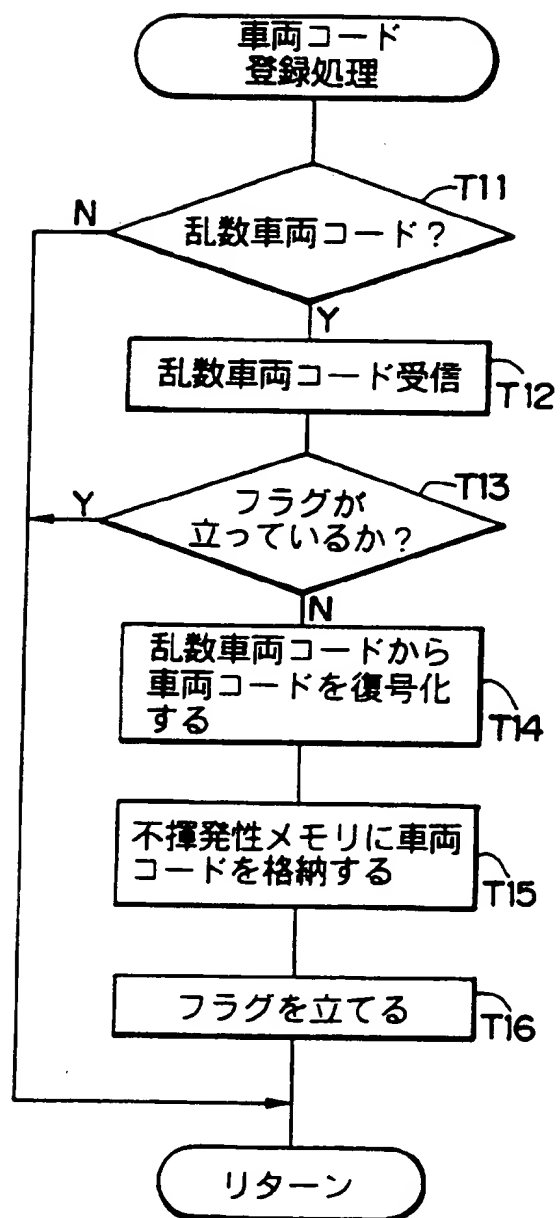 車両コード
登録処理
T11
N
乱数車両コード?
Y
乱数車両コード受信
T12
T13
Y
フラグが
立っているか?
N
乱数車両コードから
車両コードを復号化
する
T14
不揮発性メモリに車両
コードを格納する
T15
フラグを立てる
T16
リターン